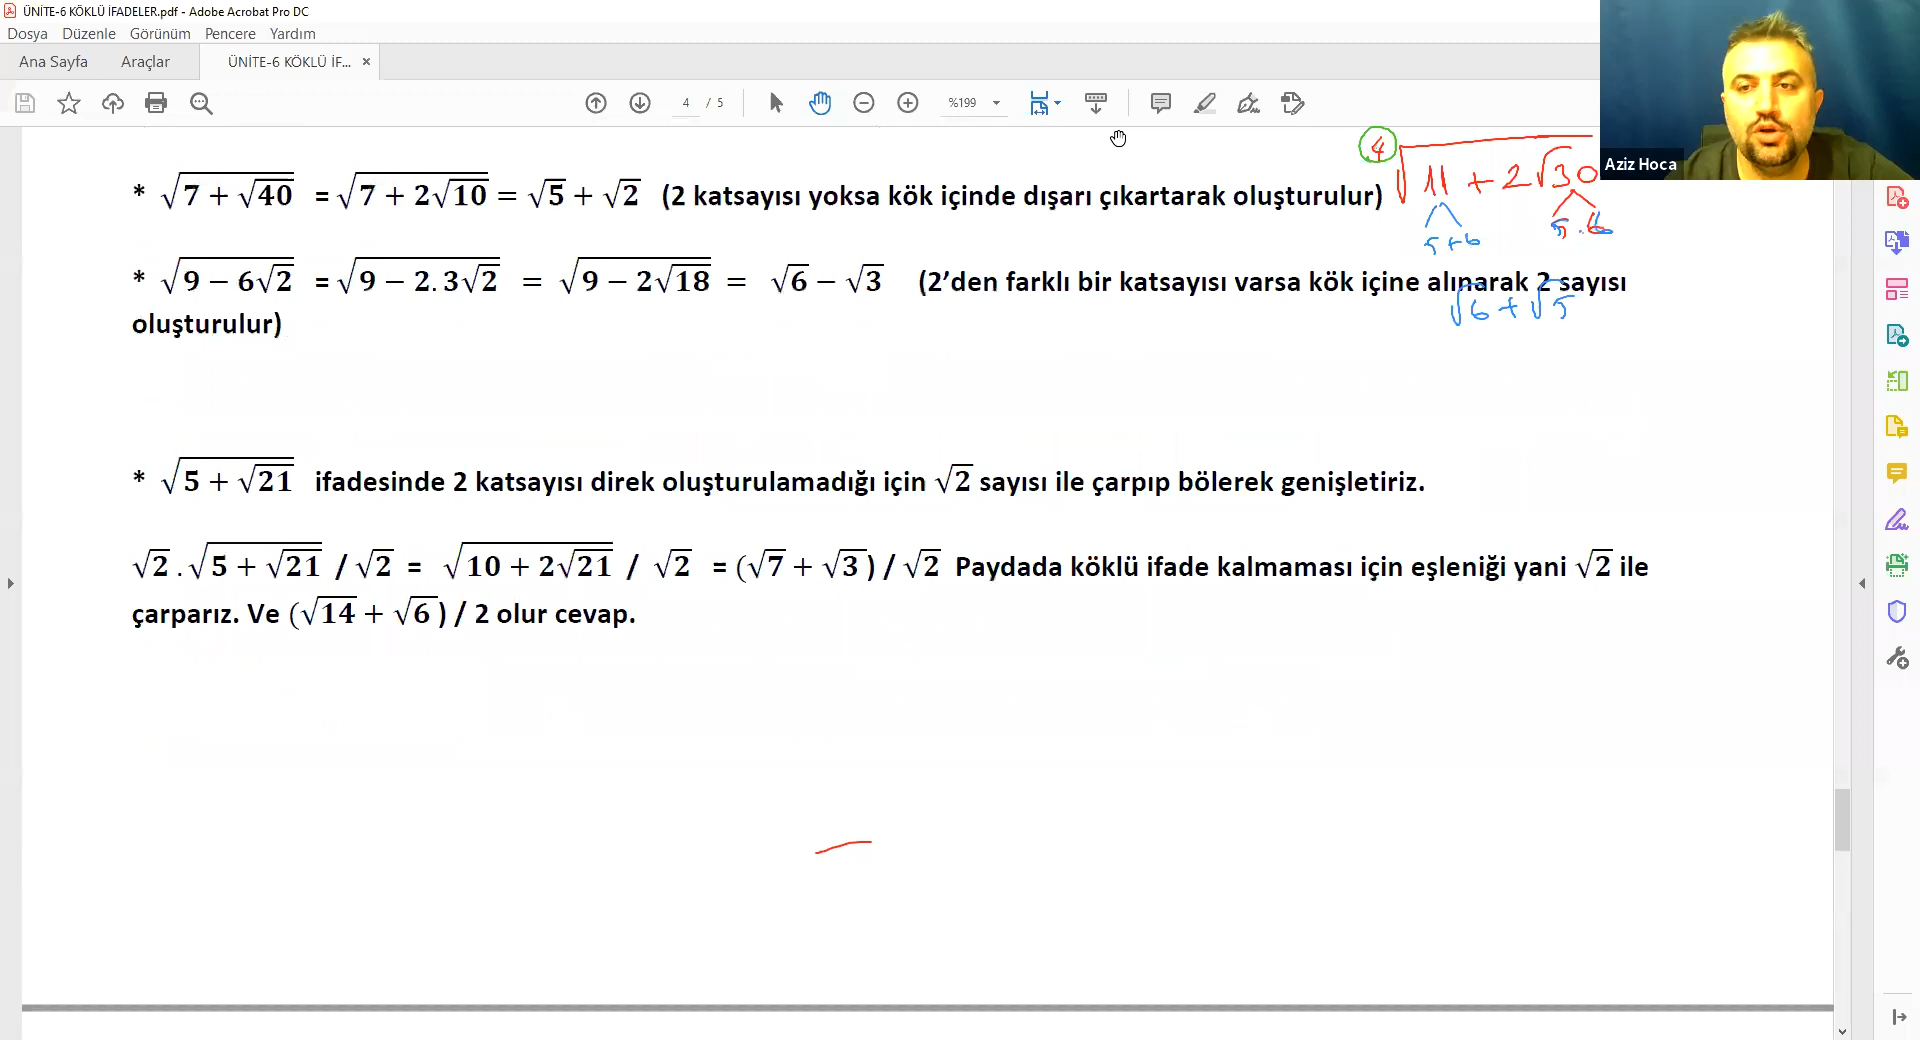 ÜNİTE-6 KÖKLÜ İFADELER.pdf - Adobe Acrobat Pro DC
Dosya Düzenle Görünüm Pencere Yardım
Ana Sayfa Araçlar ÜNİTE-6 KÖKLÜ İF... ×
4 / 5 %199
Aziz Hoca
4 √(11 + 2√30)
5+6 5.6
√6 + √5
* √(7 + √40) = √(7 + 2√10) = √5 + √2 (2 katsayısı yoksa kök içinde dışarı çıkartarak oluşturulur)
* √(9 − 6√2) = √(9 − 2.3√2) = √(9 − 2√18) = √6 − √3 (2’den farklı bir katsayısı varsa kök içine alınarak 2 sayısı
oluşturulur)
* √(5 + √21) ifadesinde 2 katsayısı direk oluşturulamadığı için √2 sayısı ile çarpıp bölerek genişletiriz.
√2 .√(5 + √21) / √2 = √(10 + 2√21) / √2 = (√7 + √3) / √2 Paydada köklü ifade kalmaması için eşleniği yani √2 ile
çarparız. Ve (√14 + √6) / 2 olur cevap.